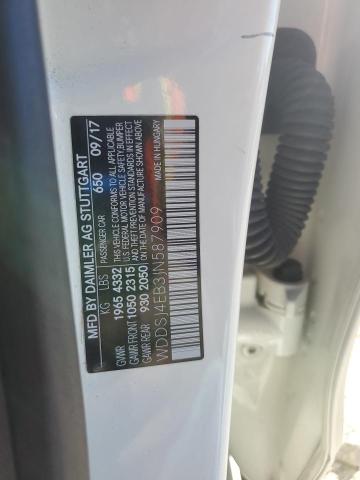 MFD BY DAIMLER AG STUTTGART
PASSENGER CAR 650 09/17
KG LBS THIS VEHICLE CONFORMS TO ALL APPLICABLE
GVWR 1965 4332 U.S. FEDERAL MOTOR VEHICLE SAFETY, BUMPER
GAWR FRONT 1050 2315 AND THEFT PREVENTION STANDARDS IN EFFECT
GAWR REAR 930 2050 ON THE DATE OF MANUFACTURE SHOWN ABOVE
WDDSJ4EB3JN587909 MADE IN HUNGARY